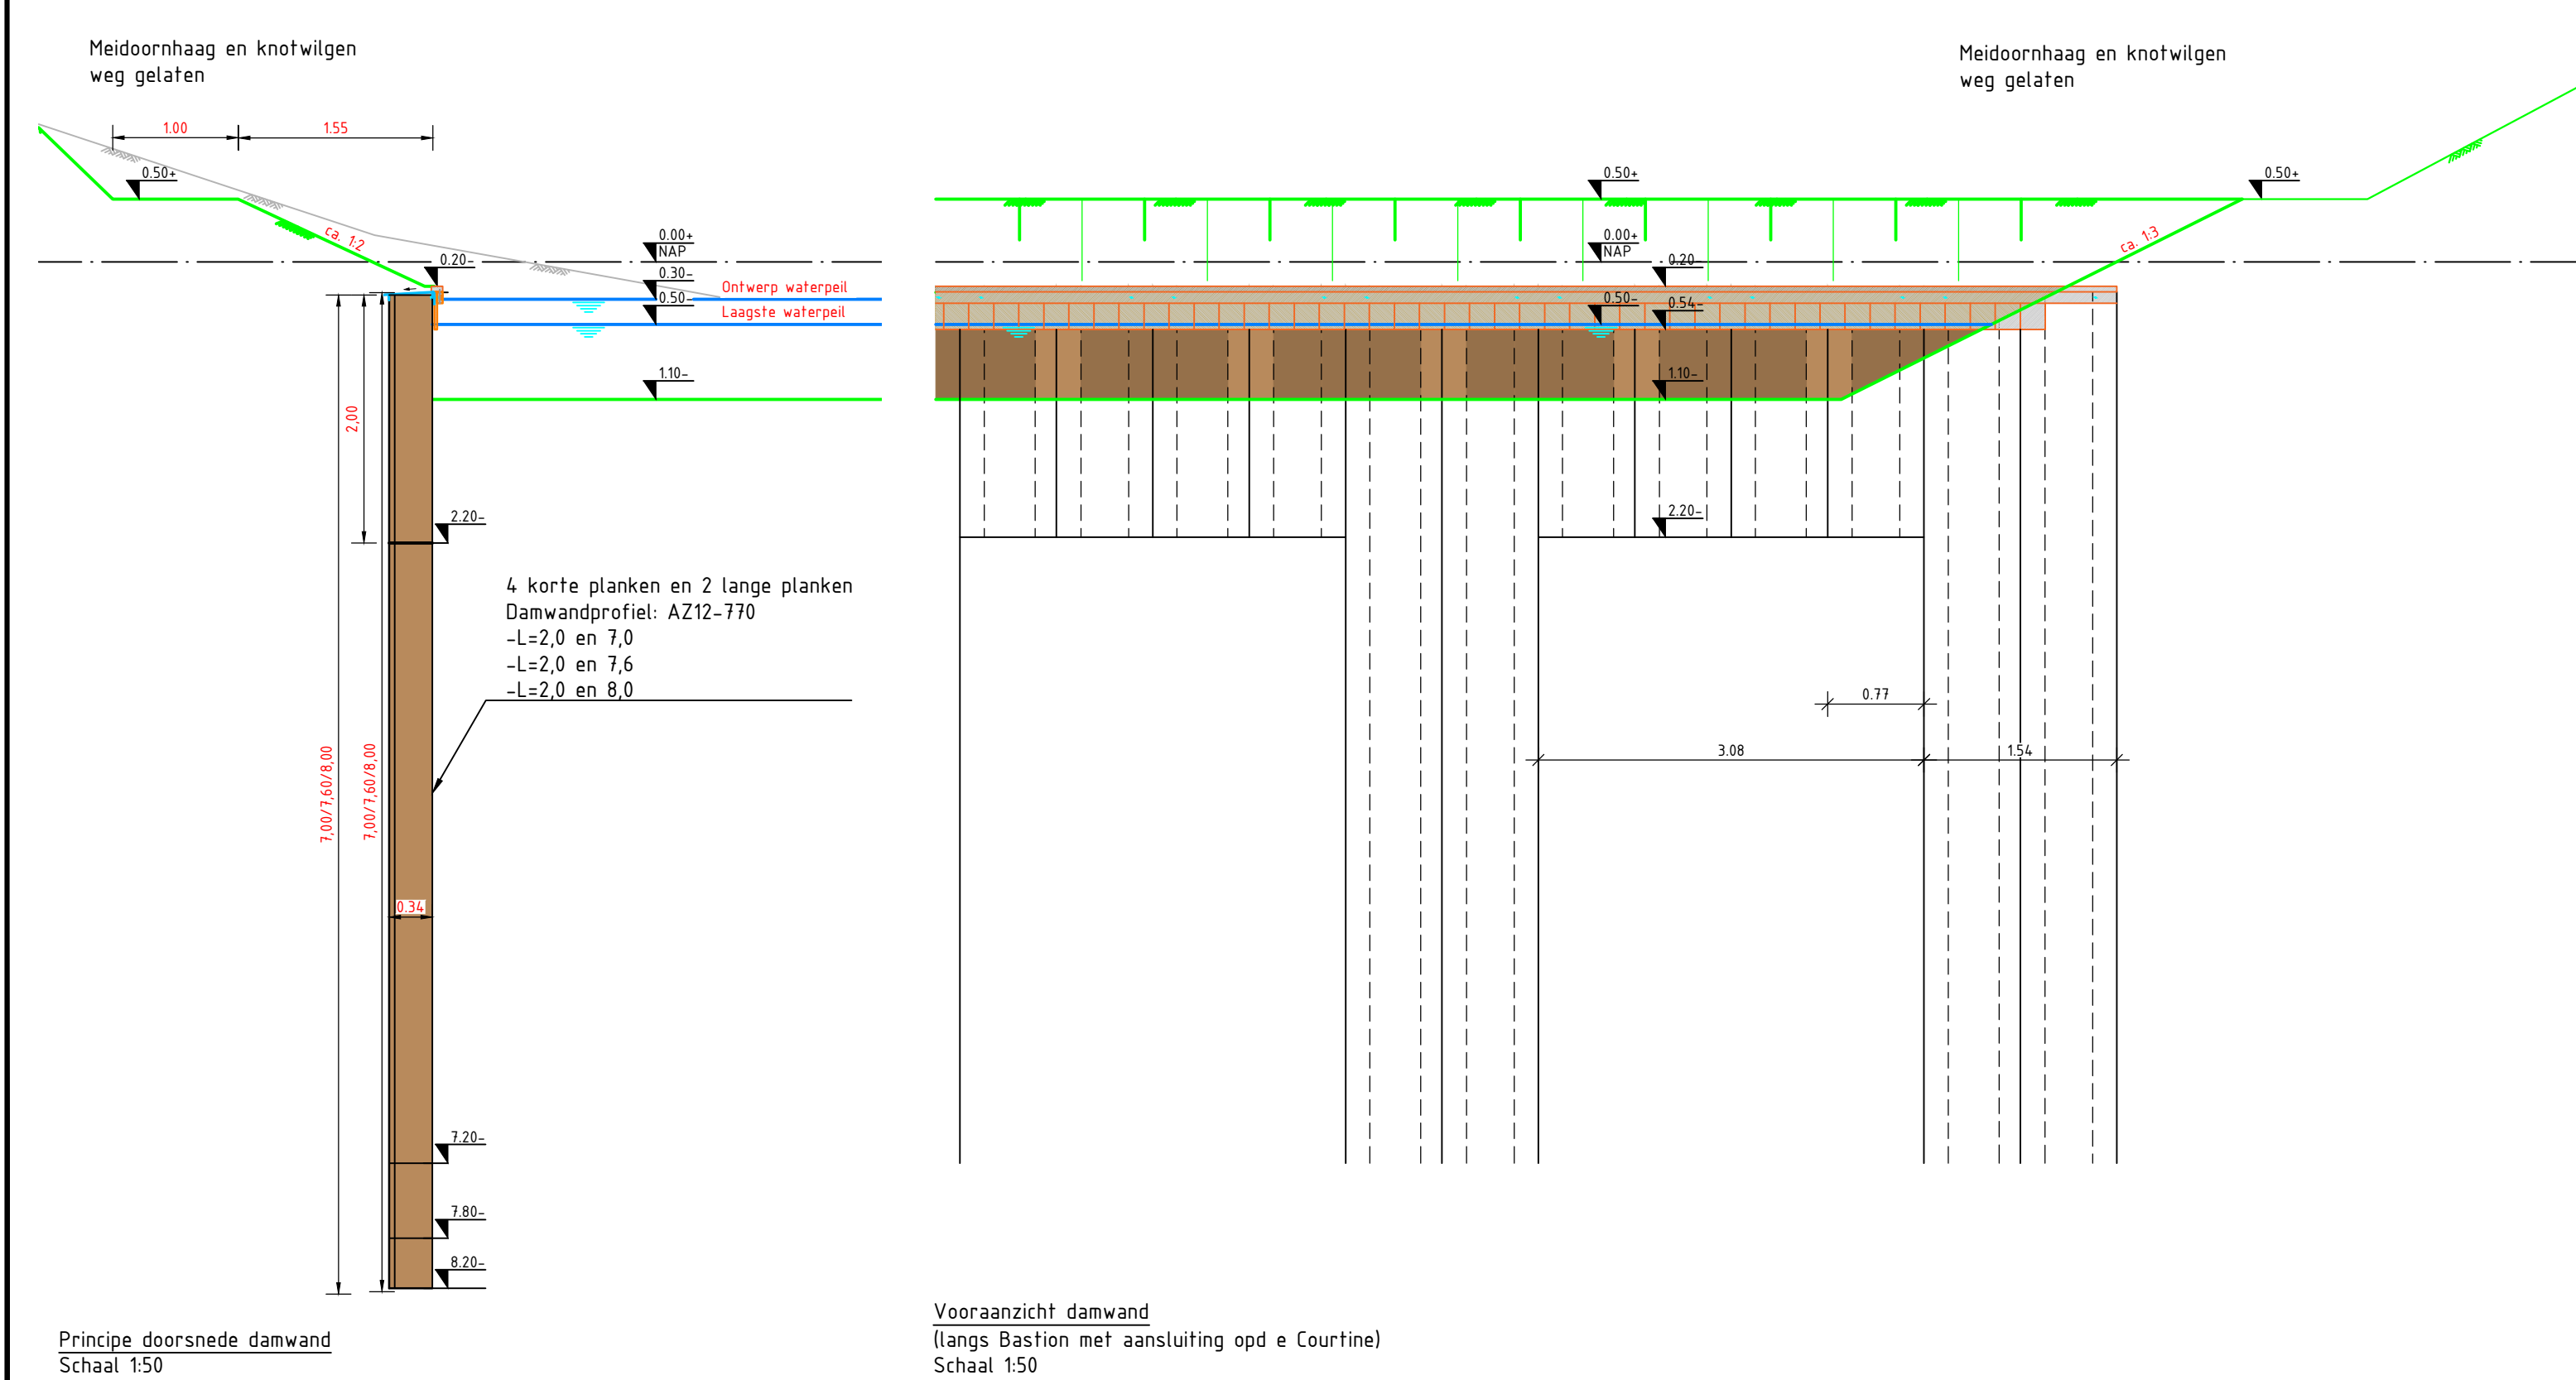 Meidoornhaag en knotwilgen
weg gelaten
1.00
1.55
0.50+
ca. 1:2
0.00+
NAP
0.20-
0.30-
Ontwerp waterpeil
0.50-
Laagste waterpeil
1.10-
2,00
2.20-
4 korte planken en 2 lange planken
Damwandprofiel: AZ12-770
-L=2,0 en 7,0
-L=2,0 en 7,6
-L=2,0 en 8,0
7,00/7,60/8,00
7,00/7,60/8,00
0.34
7.20-
7.80-
8.20-
Principe doorsnede damwand
Schaal 1:50
Meidoornhaag en knotwilgen
weg gelaten
0.50+
0.50+
0.00+
NAP
ca. 1:3
0.20-
0.50-
0.54-
1.10-
2.20-
0.77
3.08
1.54
Vooraanzicht damwand
(langs Bastion met aansluiting opd e Courtine)
Schaal 1:50